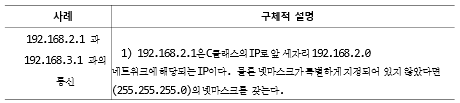 사례
구체적 설명
192.168.2.1 과
192.168.3.1 과의
통신
1) 192.168.2.1은 C클래스의 IP로 앞 세자리 192.168.2.0
네트워크에 해당되는 IP이다. 물론 넷마스크가 특별하게 지정되어 있지 않았다면
(255.255.255.0)의 넷마스크를 갖는다.